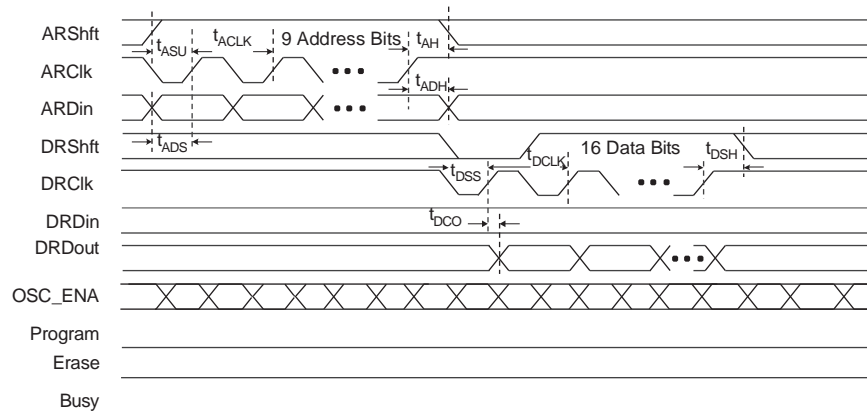 ARShft
tASU tACLK 9 Address Bits tAH
ARClk
tADH
ARDin
tADS
DRShft
tDCLK 16 Data Bits tDSH
tDSS
DRClk
DRDin
tDCO
DRDout
OSC_ENA
Program
Erase
Busy